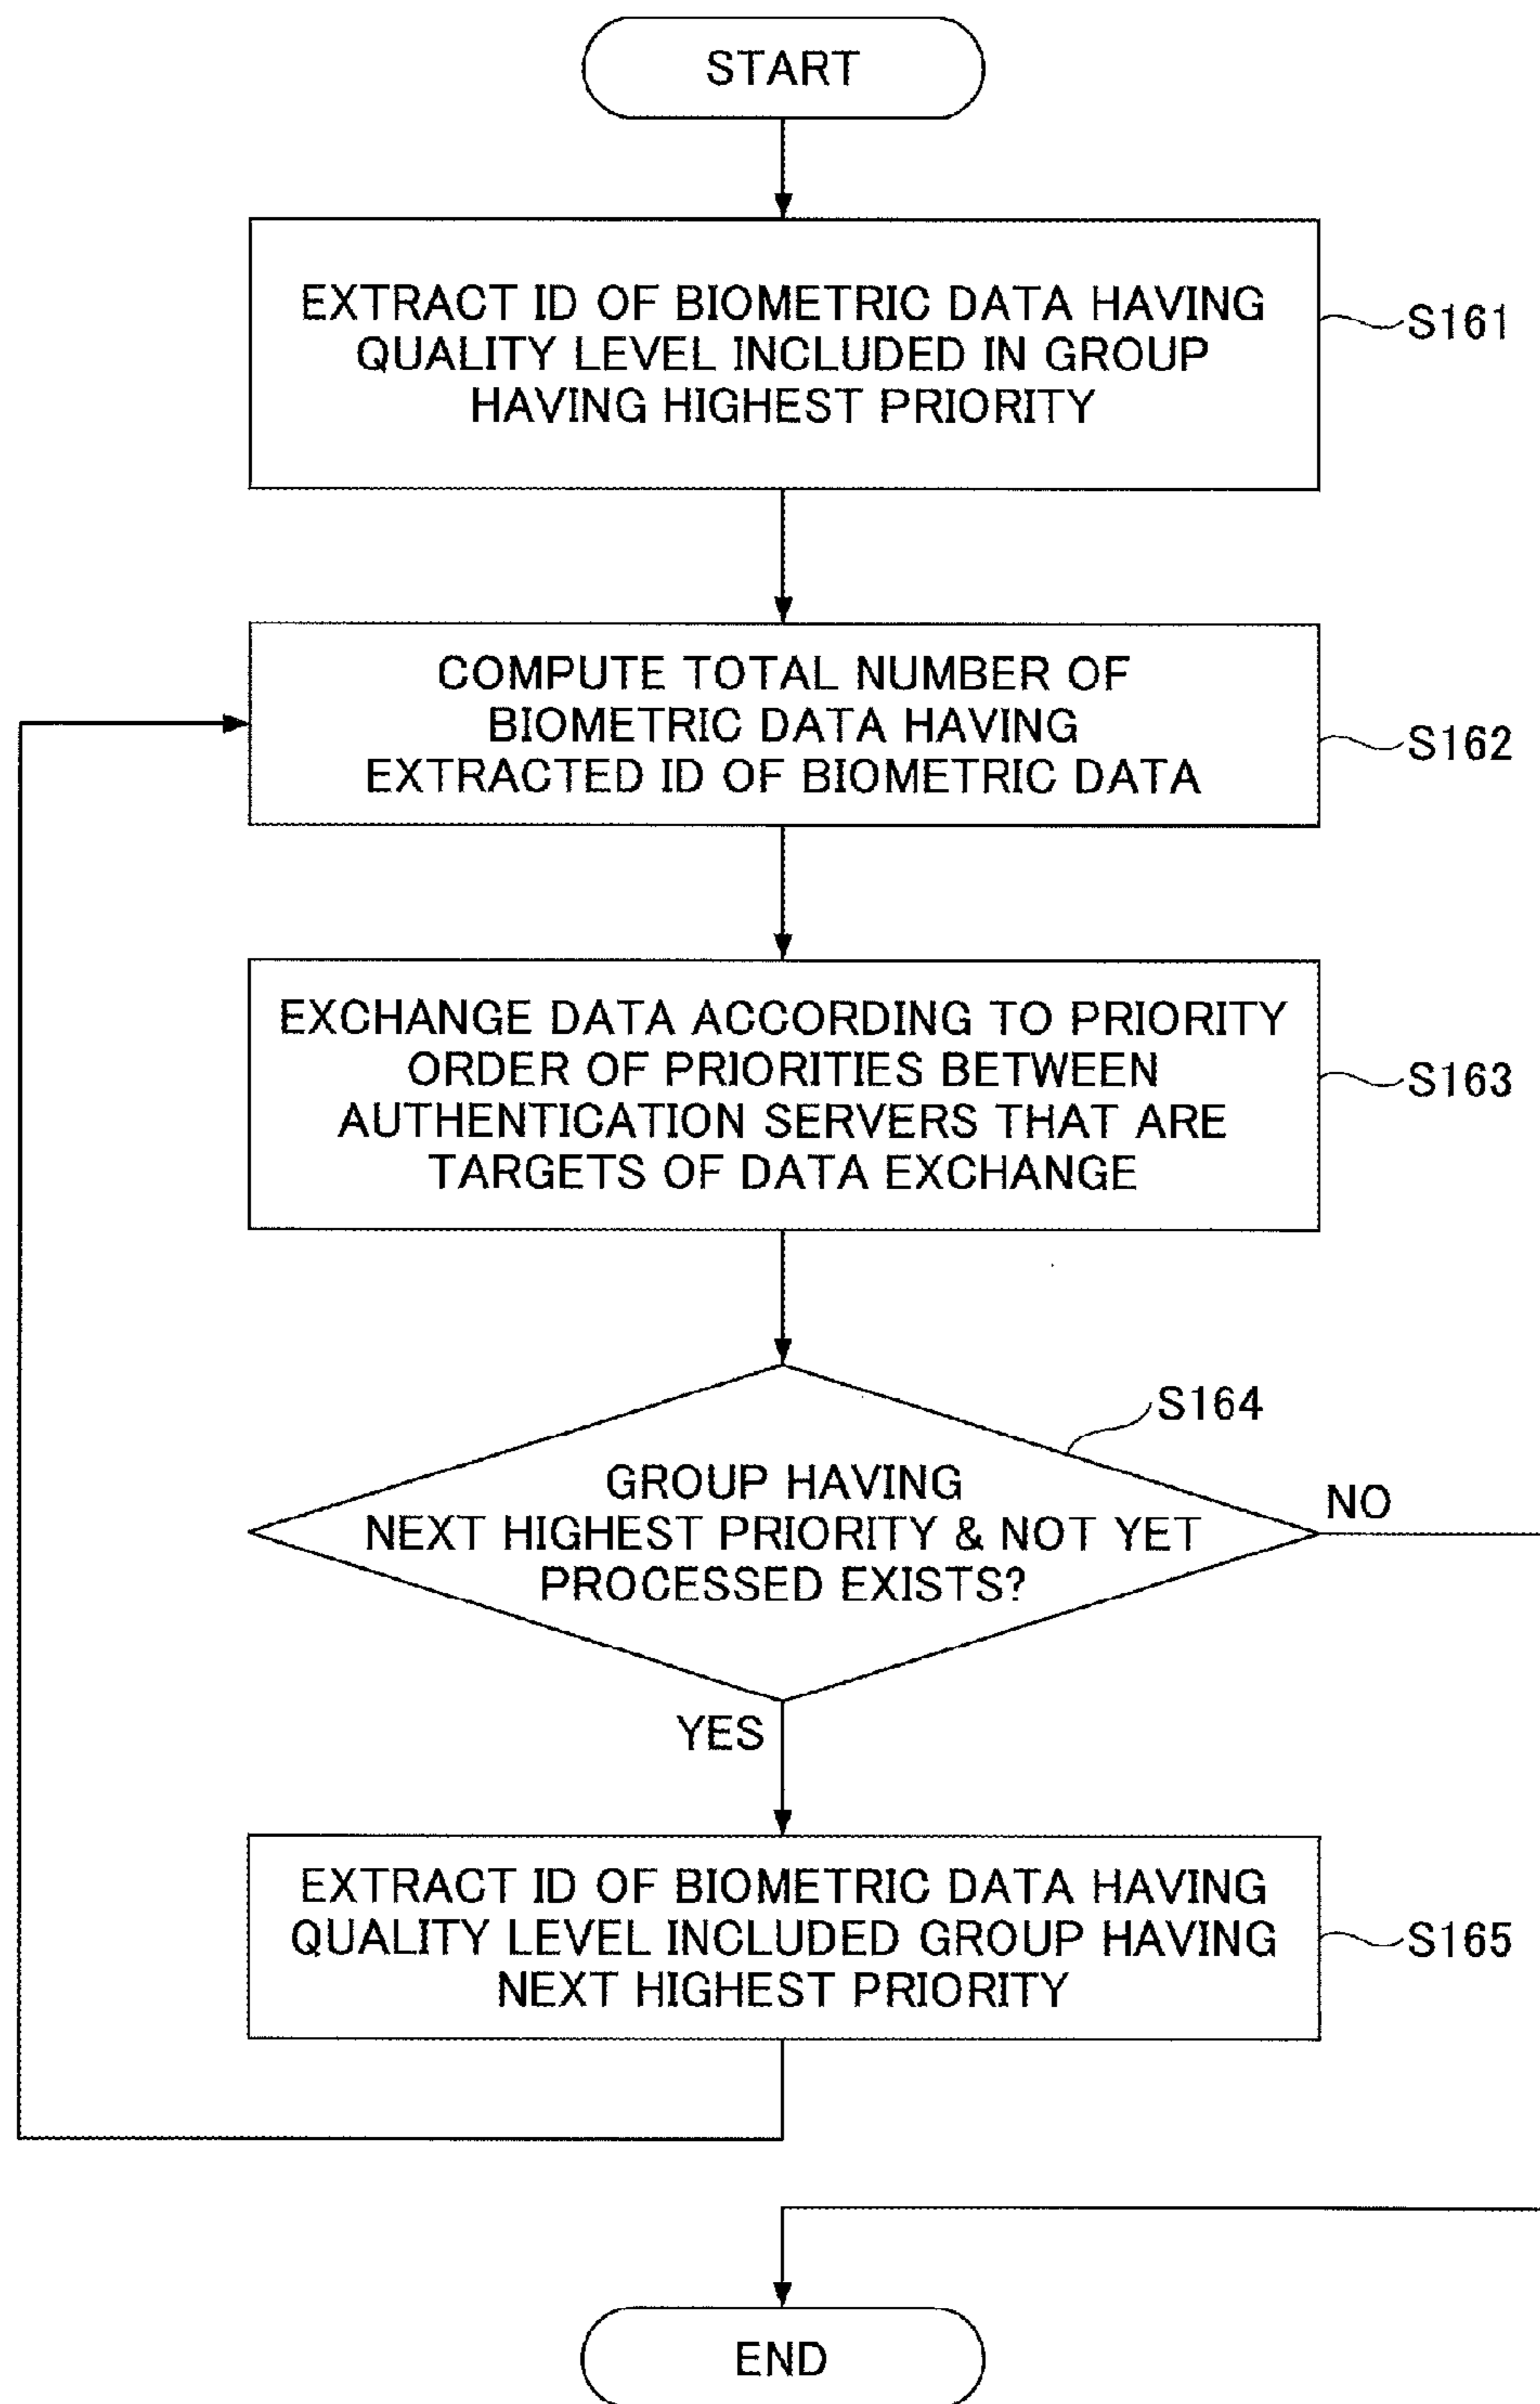 START
EXTRACT ID OF BIOMETRIC DATA HAVING
QUALITY LEVEL INCLUDED IN GROUP
HAVING HIGHEST PRIORITY
S161
COMPUTE TOTAL NUMBER OF
BIOMETRIC DATA HAVING
EXTRACTED ID OF BIOMETRIC DATA
S162
EXCHANGE DATA ACCORDING TO PRIORITY
ORDER OF PRIORITIES BETWEEN
AUTHENTICATION SERVERS THAT ARE
TARGETS OF DATA EXCHANGE
S163
S164
GROUP HAVING
NEXT HIGHEST PRIORITY & NOT YET
PROCESSED EXISTS?
NO
YES
EXTRACT ID OF BIOMETRIC DATA HAVING
QUALITY LEVEL INCLUDED GROUP HAVING
NEXT HIGHEST PRIORITY
S165
END